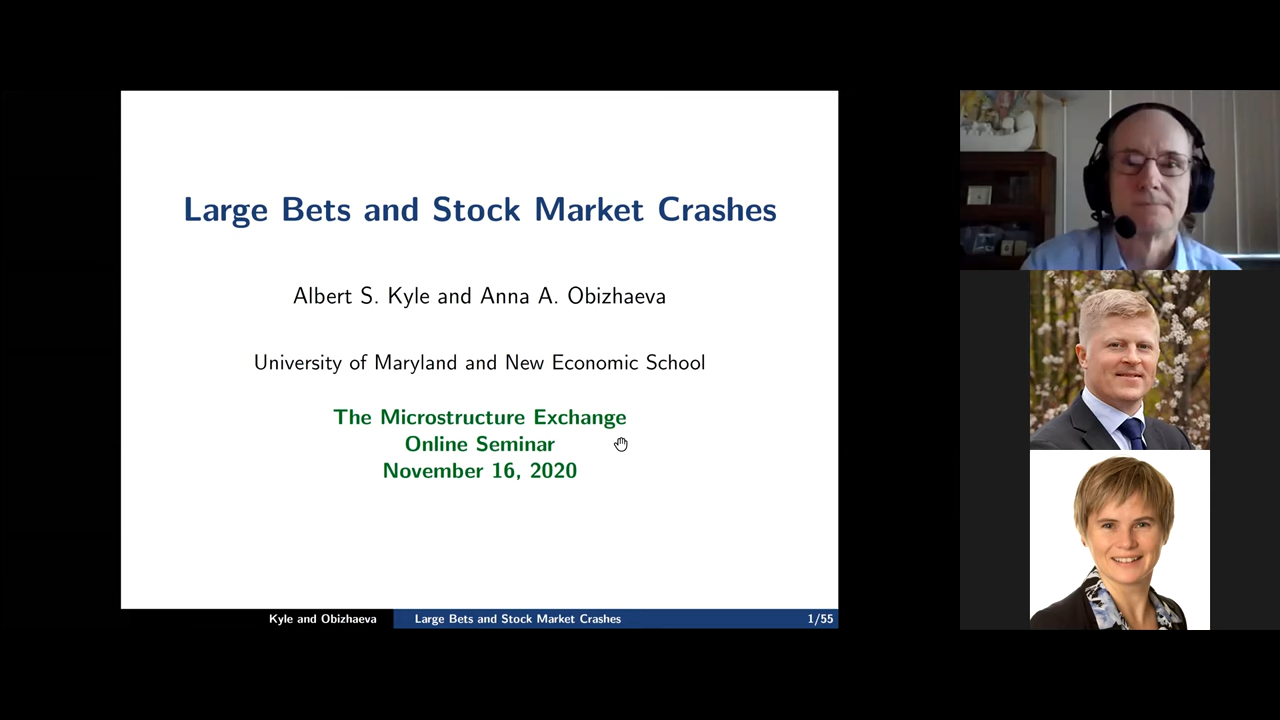 Large Bets and Stock Market Crashes
Albert S. Kyle and Anna A. Obizhaeva
University of Maryland and New Economic School
The Microstructure Exchange
Online Seminar
November 16, 2020
Kyle and Obizhaeva
Large Bets and Stock Market Crashes
1/55